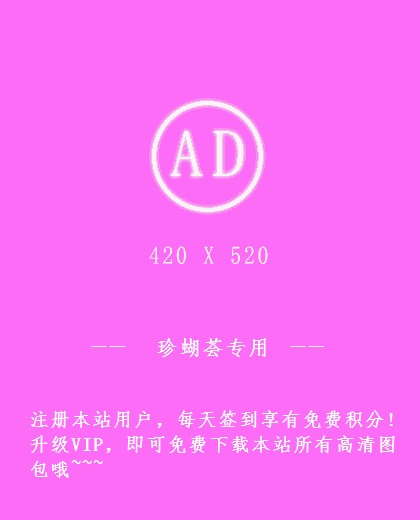 AD
420 X 520
—— 珍蝴荟专用 ——
注册本站用户，每天签到享有免费积分！
升级VIP，即可免费下载本站所有高清图
包哦~~~